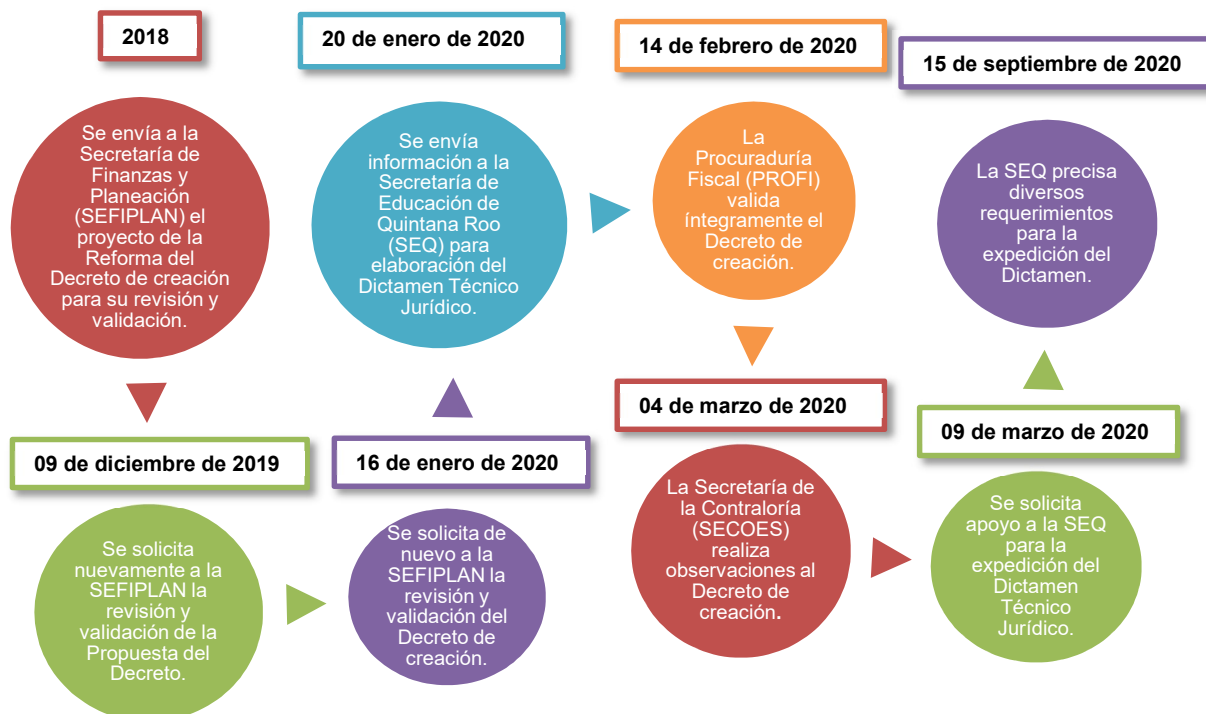 2018
Se envía a la
Secretaría de
Finanzas y
Planeación
(SEFIPLAN) el
proyecto de la
Reforma del
Decreto de creación
para su revisión y
validación.
09 de diciembre de 2019
Se solicita
nuevamente a la
SEFIPLAN la
revisión y
validación de la
Propuesta del
Decreto.
16 de enero de 2020
Se solicita de
nuevo a la
SEFIPLAN la
revisión y
validación del
Decreto de
creación.
20 de enero de 2020
Se envía
información a la
Secretaría de
Educación de
Quintana Roo
(SEQ) para
elaboración del
Dictamen Técnico
Jurídico.
14 de febrero de 2020
La
Procuraduría
Fiscal (PROFI)
valida
íntegramente el
Decreto de
creación.
04 de marzo de 2020
La Secretaría de
la Contraloría
(SECOES)
realiza
observaciones al
Decreto de
creación.
09 de marzo de 2020
Se solicita
apoyo a la SEQ
para la
expedición del
Dictamen
Técnico
Jurídico.
15 de septiembre de 2020
La SEQ precisa
diversos
requerimientos
para la
expedición del
Dictamen.